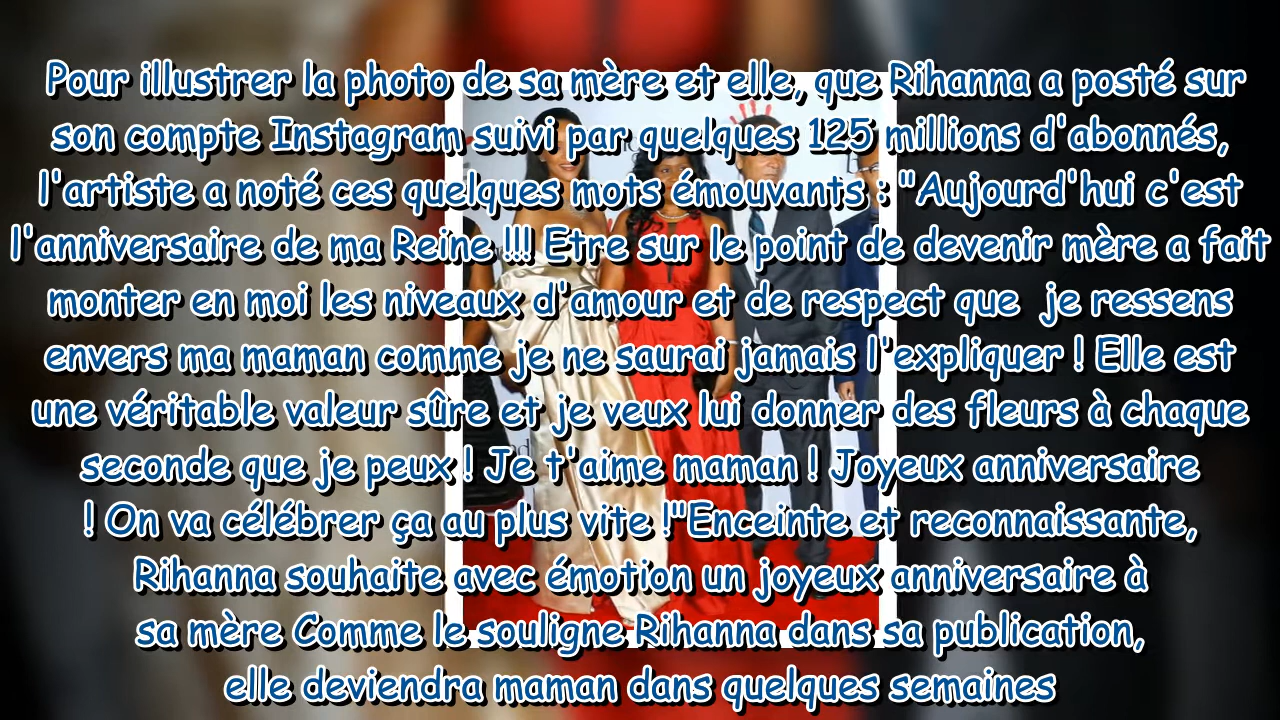 Pour illustrer la photo de sa mère et elle, que Rihanna a posté sur
son compte Instagram suivi par quelques 125 millions d'abonnés,
l'artiste a noté ces quelques mots émouvants : "Aujourd'hui c'est
l'anniversaire de ma Reine !!! Etre sur le point de devenir mère a fait
monter en moi les niveaux d'amour et de respect que  je ressens
envers ma maman comme je ne saurai jamais l'expliquer ! Elle est
une véritable valeur sûre et je veux lui donner des fleurs à chaque
seconde que je peux ! Je t'aime maman ! Joyeux anniversaire
! On va célébrer ça au plus vite !"Enceinte et reconnaissante,
Rihanna souhaite avec émotion un joyeux anniversaire à
sa mère Comme le souligne Rihanna dans sa publication,
elle deviendra maman dans quelques semaines